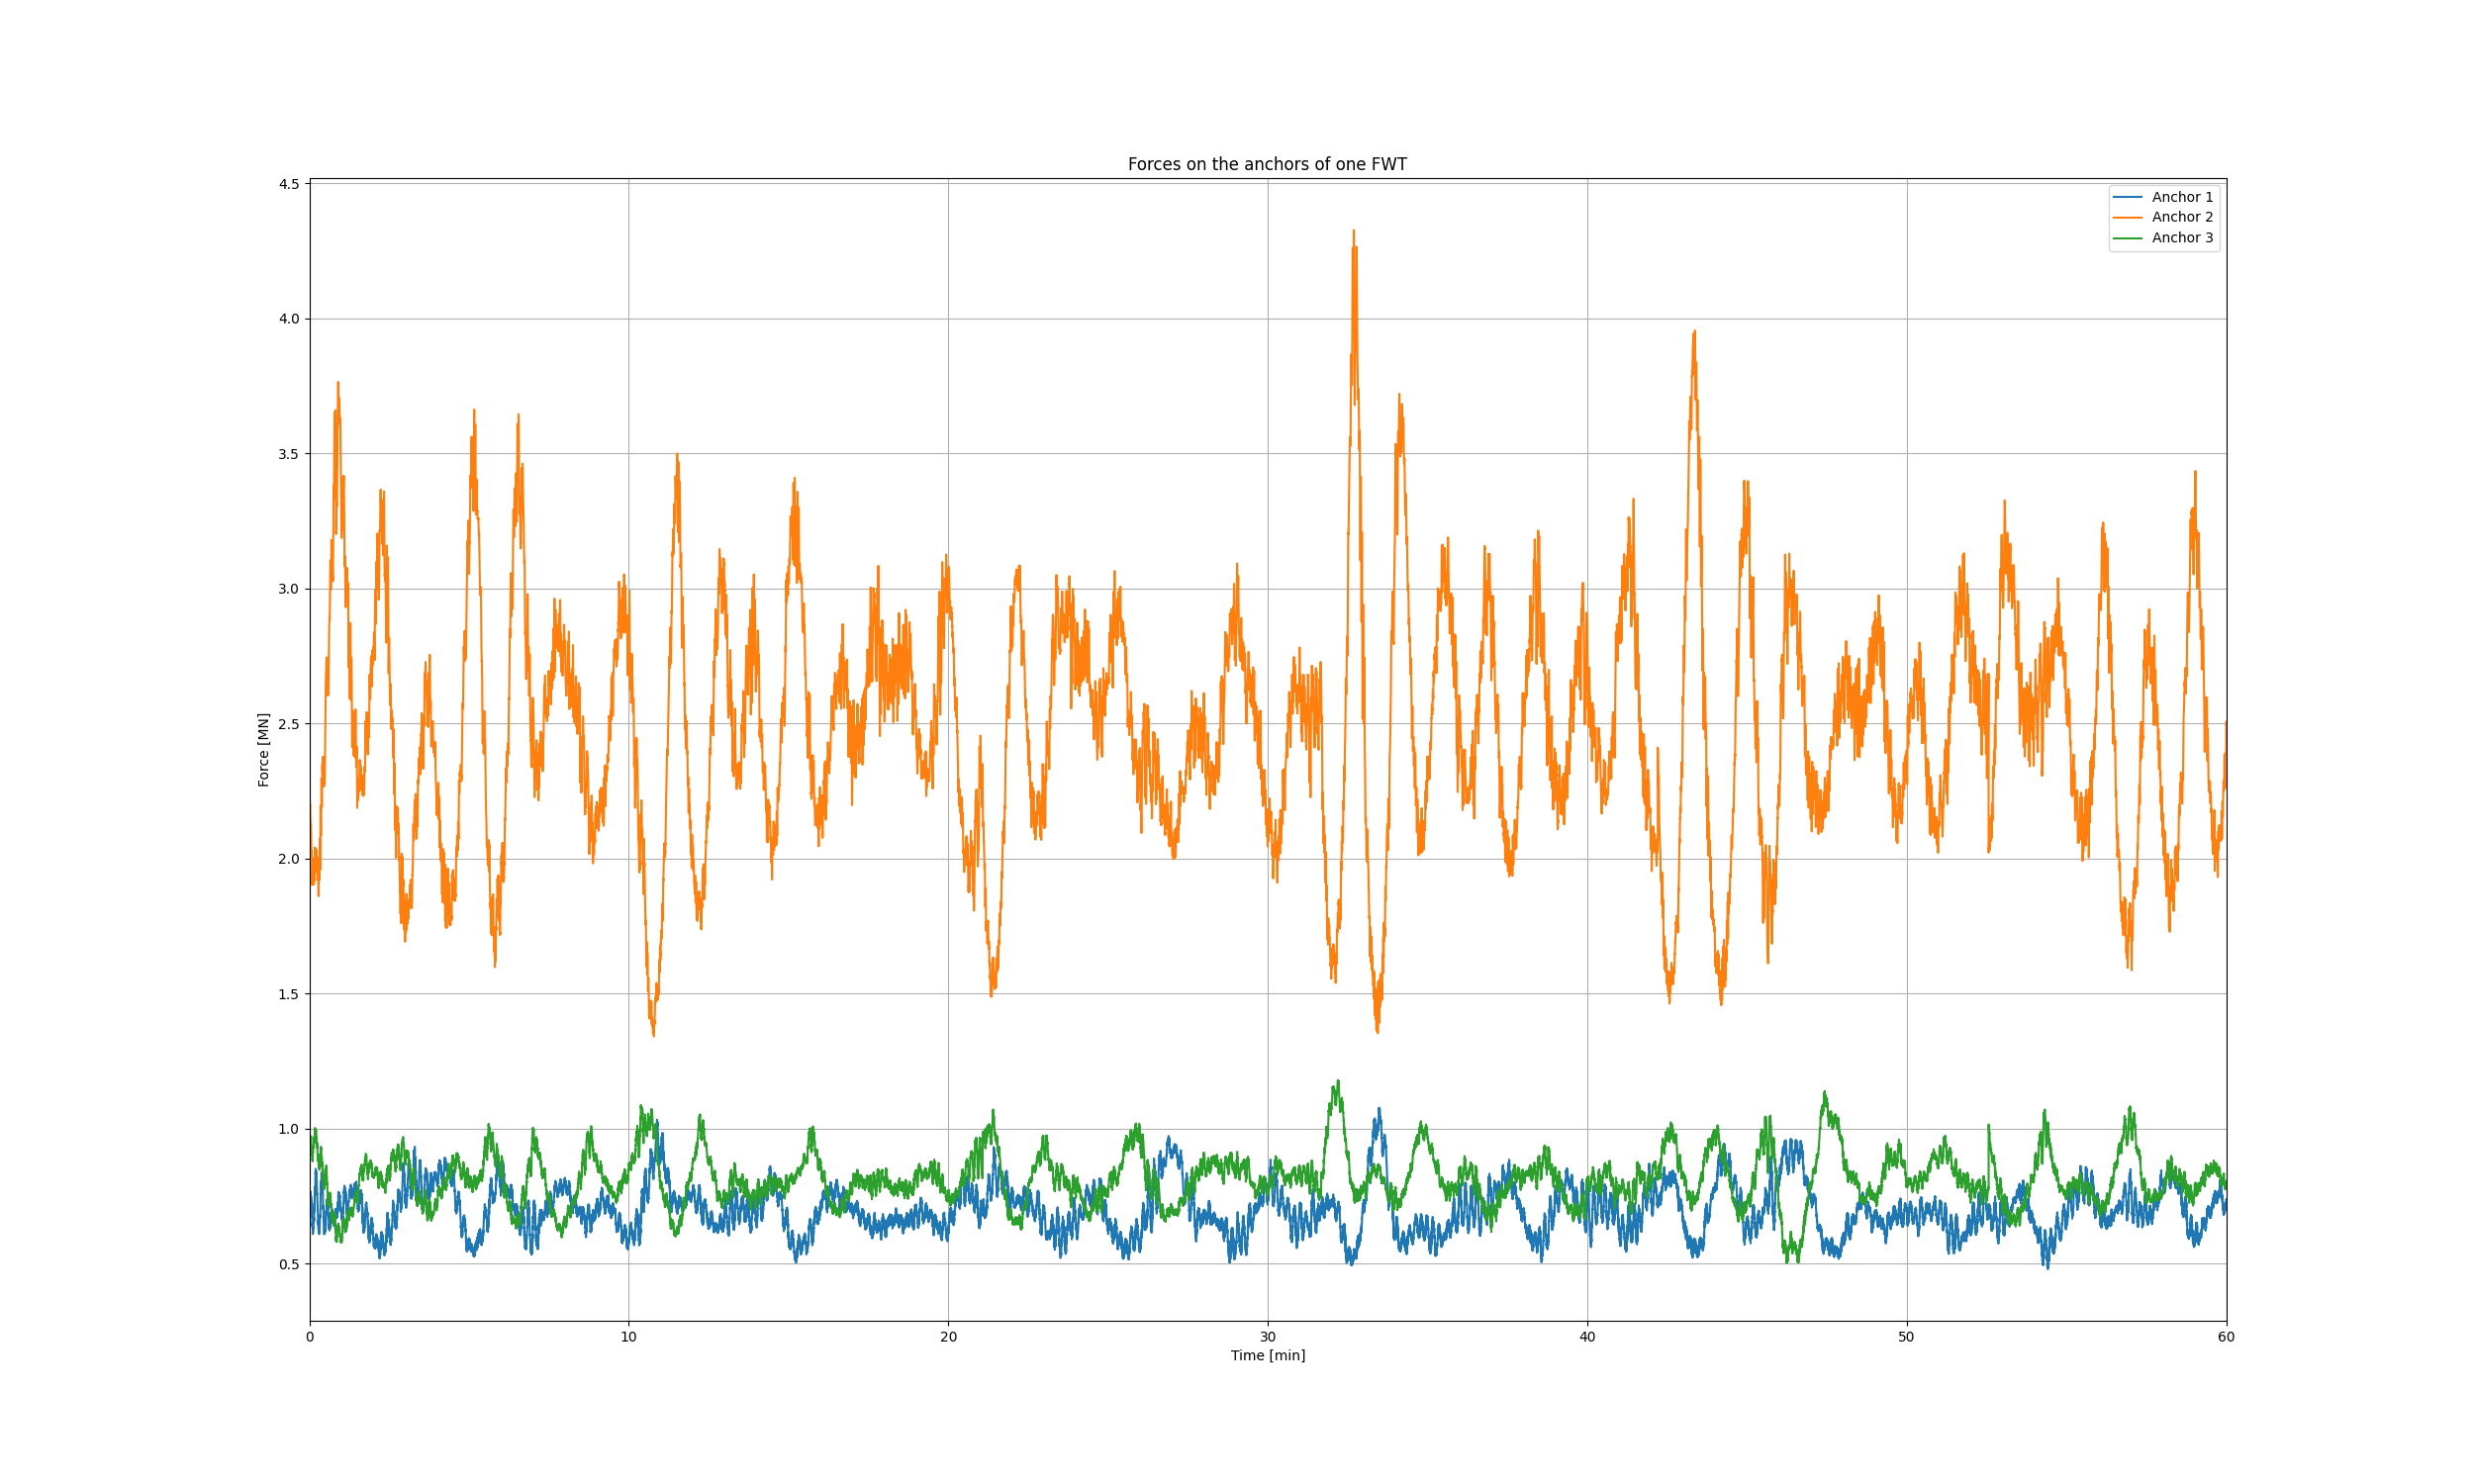 Forces on the anchors of one FWT
4.5
4.0
3.5
3.0
2.5
2.0
1.5
1.0
0.5
Force [MN]
Anchor 1
Anchor 2
Anchor 3
0 10 20 30 40 50 60
Time [min]